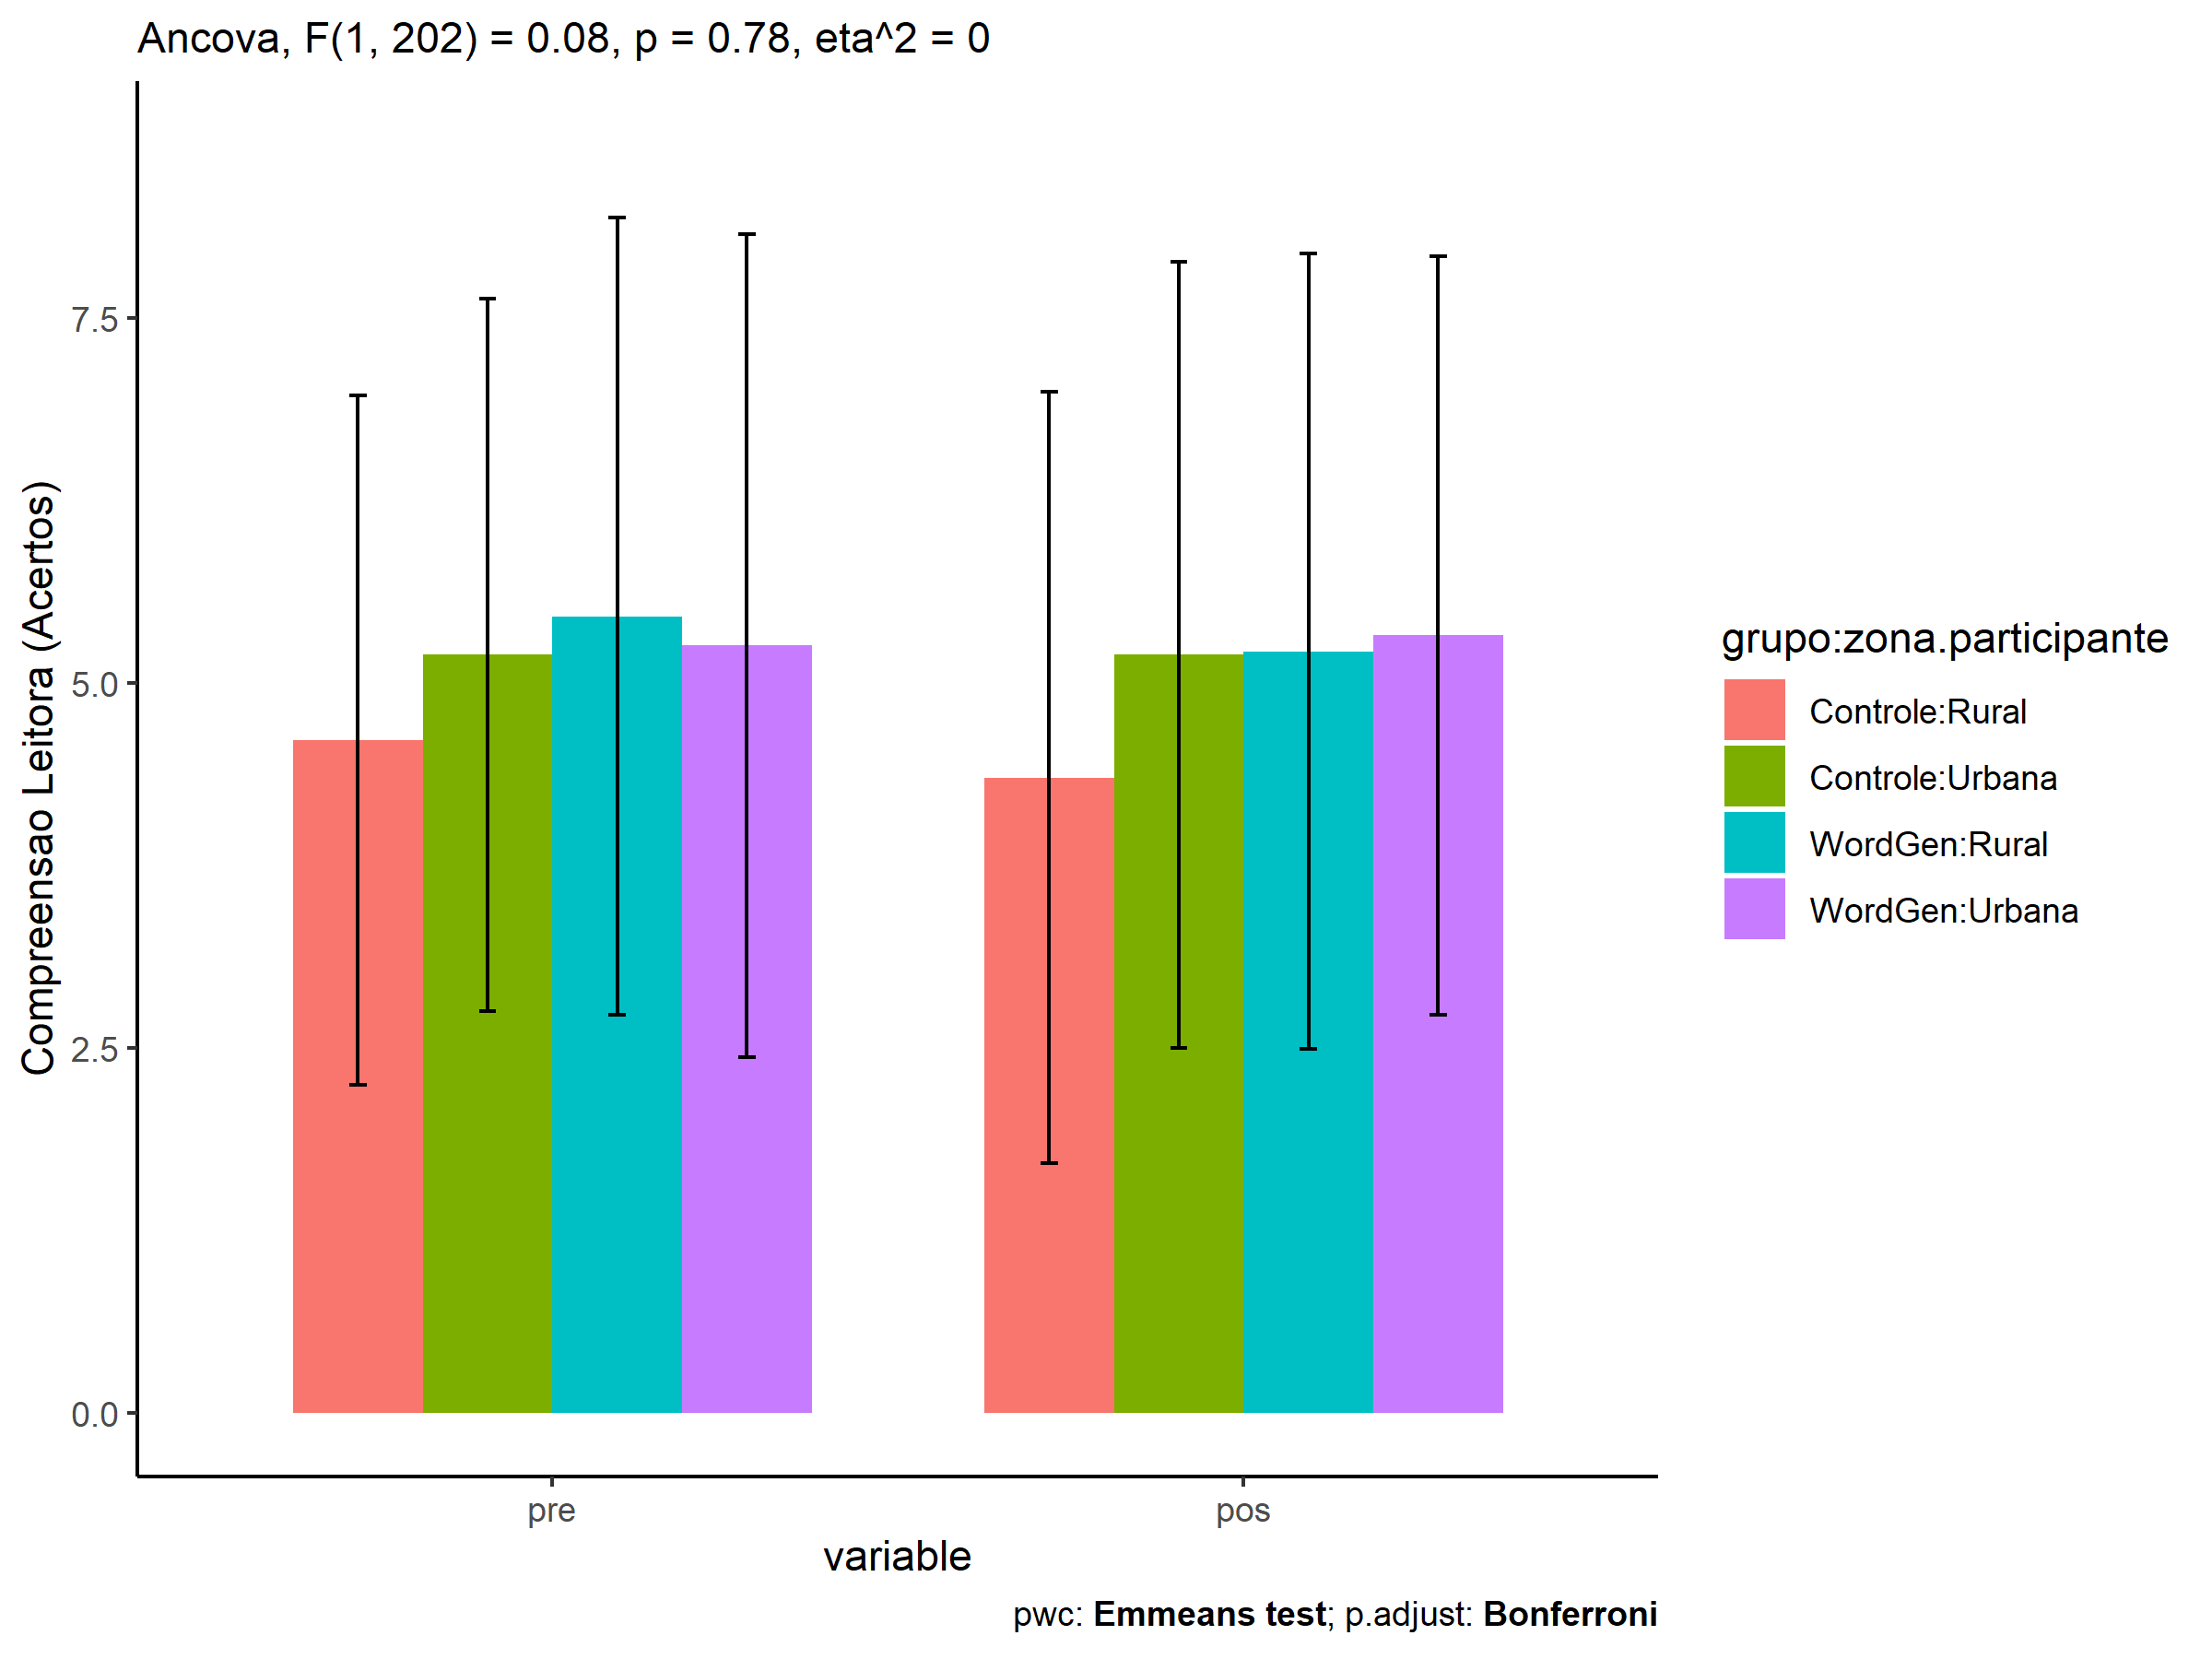 Ancova, F(1, 202) = 0.08, p = 0.78, eta^2 = 0
Compreensao Leitora (Acertos)
7.5
5.0
2.5
0.0
pre
pos
variable
grupo:zona.participante
Controle:Rural
Controle:Urbana
WordGen:Rural
WordGen:Urbana
pwc: Emmeans test; p.adjust: Bonferroni